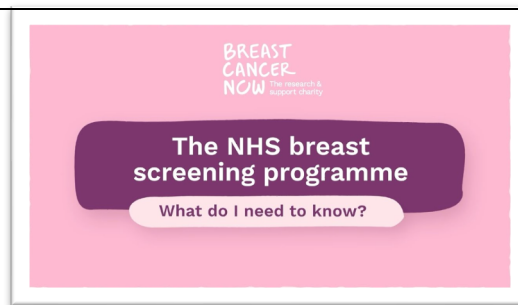 BREAST
CANCER
NOW The research &
support charity
The NHS breast
screening programme
What do I need to know?